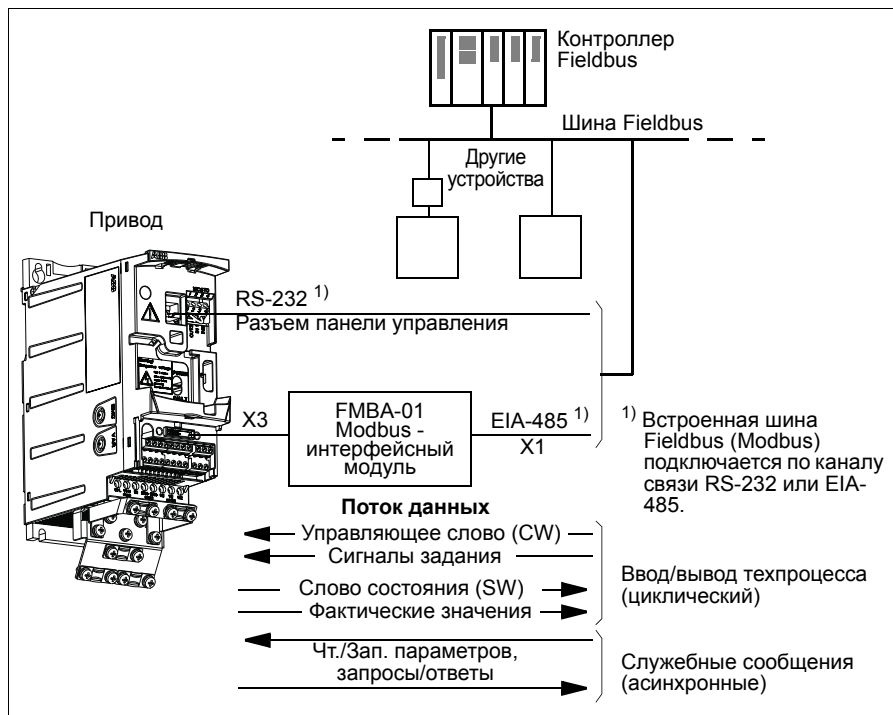 Контроллер
Fieldbus
Шина Fieldbus
Другие
устройства
Привод
RS-232 1)
Разъем панели управления
X3
FMBA-01
Modbus -
интерфейсный
модуль
EIA-485 1)
X1
1) Встроенная шина
Fieldbus (Modbus)
подключается по каналу
связи RS-232 или EIA-
485.
Поток данных
Управляющее слово (CW)
Сигналы задания
Слово состояния (SW)
Фактические значения
Ввод/вывод техпроцесса
(циклический)
Чт./Зап. параметров,
запросы/ответы
Служебные сообщения
(асинхронные)